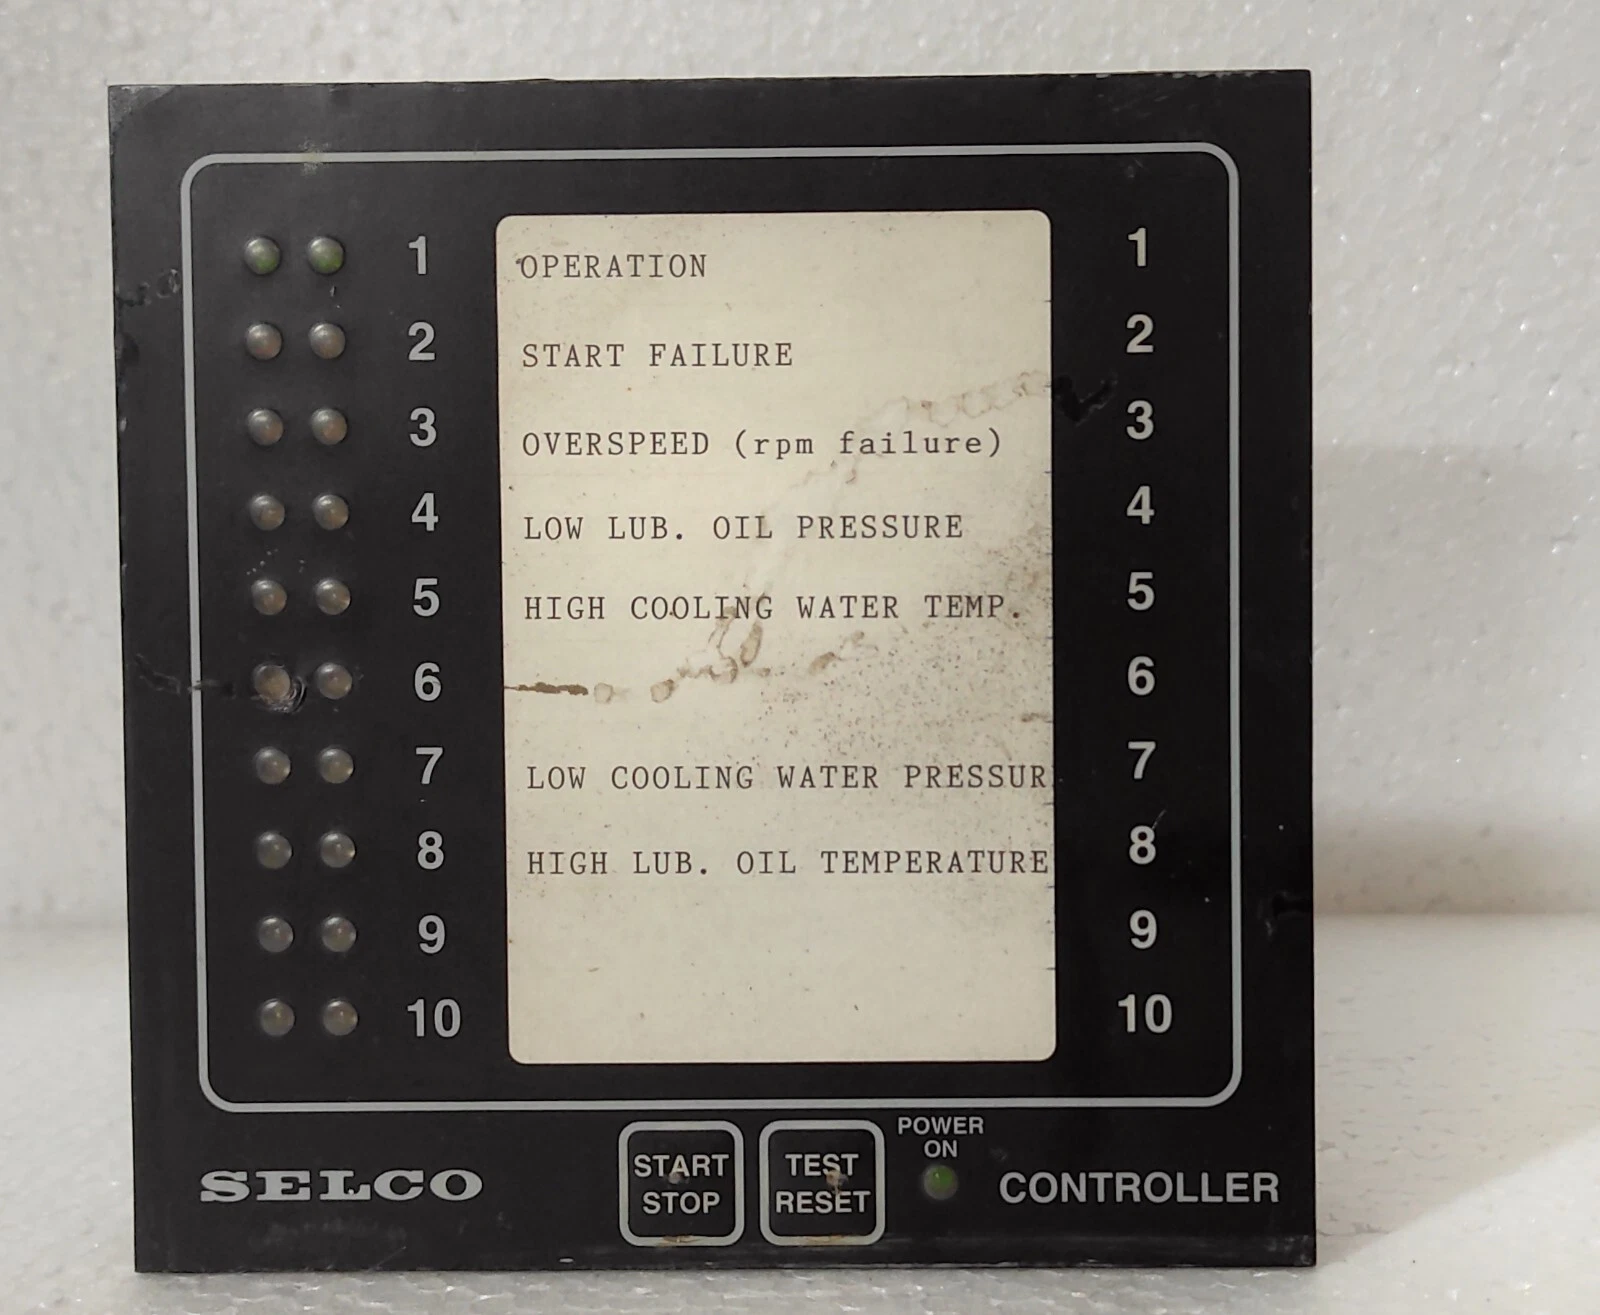 1 OPERATION 1
2 START FAILURE 2
3 OVERSPEED (rpm failure) 3
4 LOW LUB. OIL PRESSURE 4
5 HIGH COOLING WATER TEMP. 5
6 6
7 LOW COOLING WATER PRESSUR 7
8 HIGH LUB. OIL TEMPERATURE 8
9 9
10 10
SELCO
START
STOP
TEST
RESET
POWER
ON
CONTROLLER